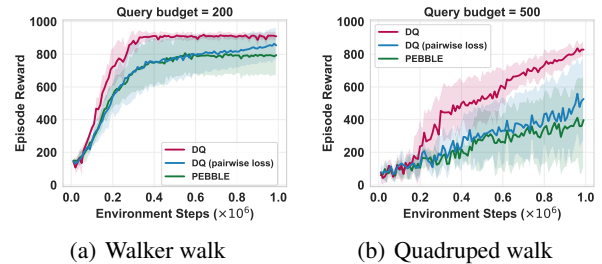 Query budget = 200
1000
800
600
400
200
0
Episode Reward
DQ
DQ (pairwise loss)
PEBBLE
0.0 0.2 0.4 0.6 0.8 1.0
Environment Steps (×10⁶)
(a) Walker walk
Query budget = 500
1000
800
600
400
200
0
Episode Reward
DQ
DQ (pairwise loss)
PEBBLE
0.0 0.2 0.4 0.6 0.8 1.0
Environment Steps (×10⁶)
(b) Quadruped walk